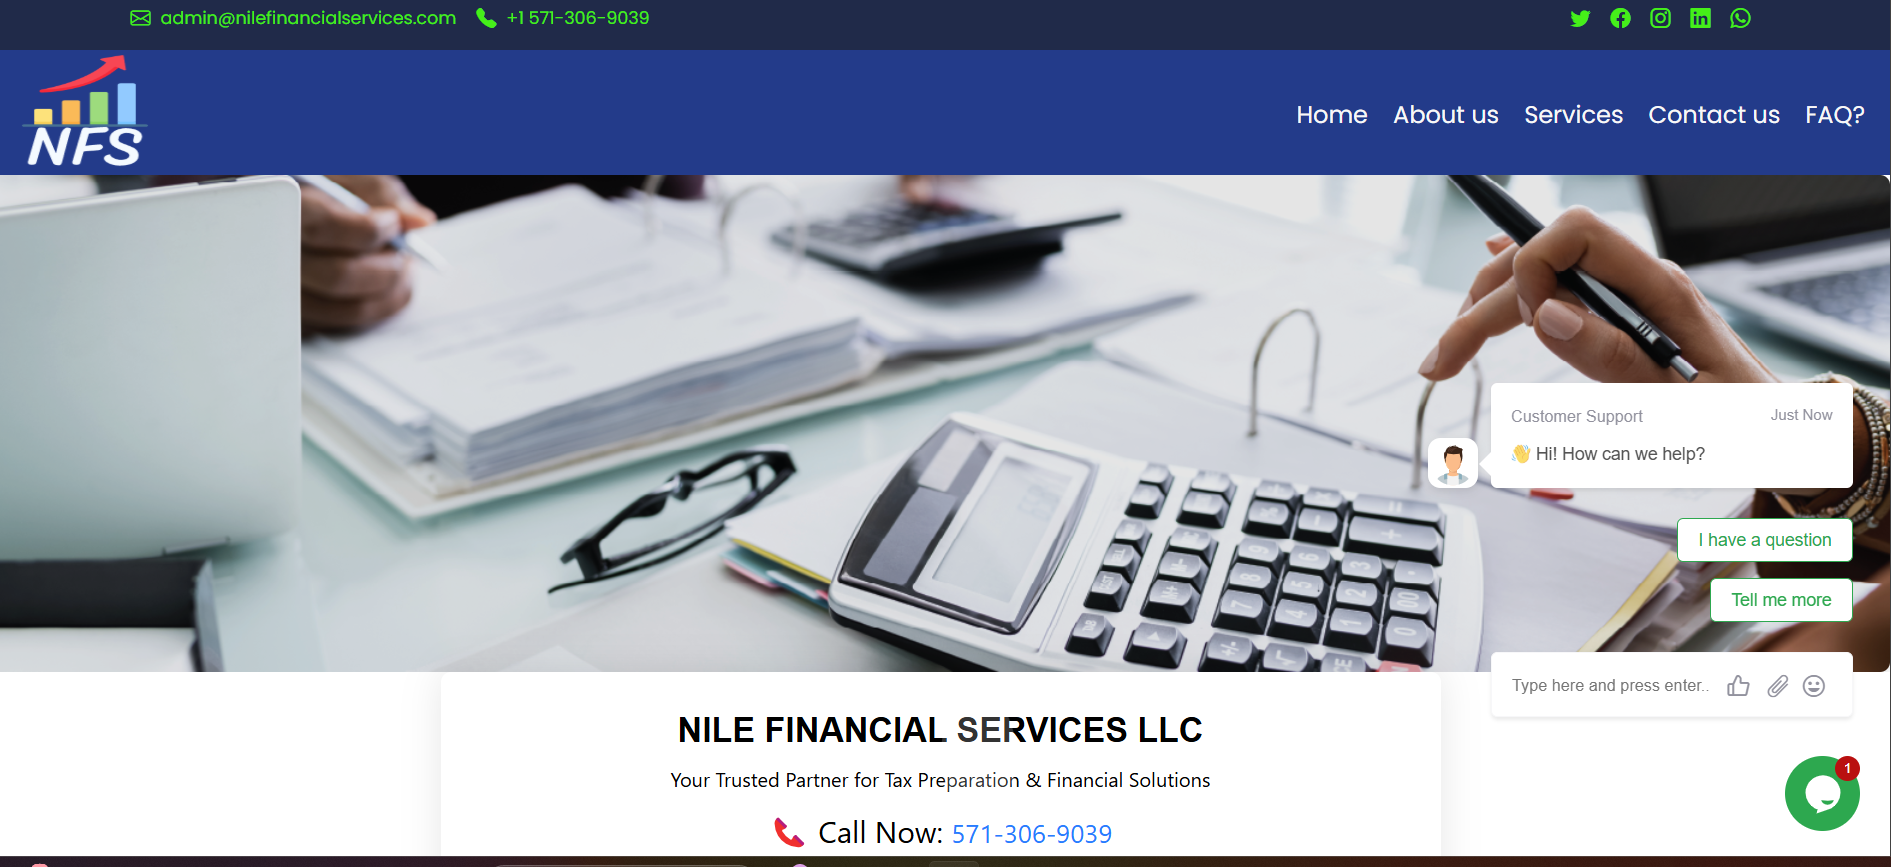 admin@nilefinancialservices.com +1 571-306-9039
NFS
Home About us Services Contact us FAQ?
Customer Support Just Now
👋 Hi! How can we help?
I have a question
Tell me more
Type here and press enter..
NILE FINANCIAL SERVICES LLC
Your Trusted Partner for Tax Preparation & Financial Solutions
1
Call Now: 571-306-9039